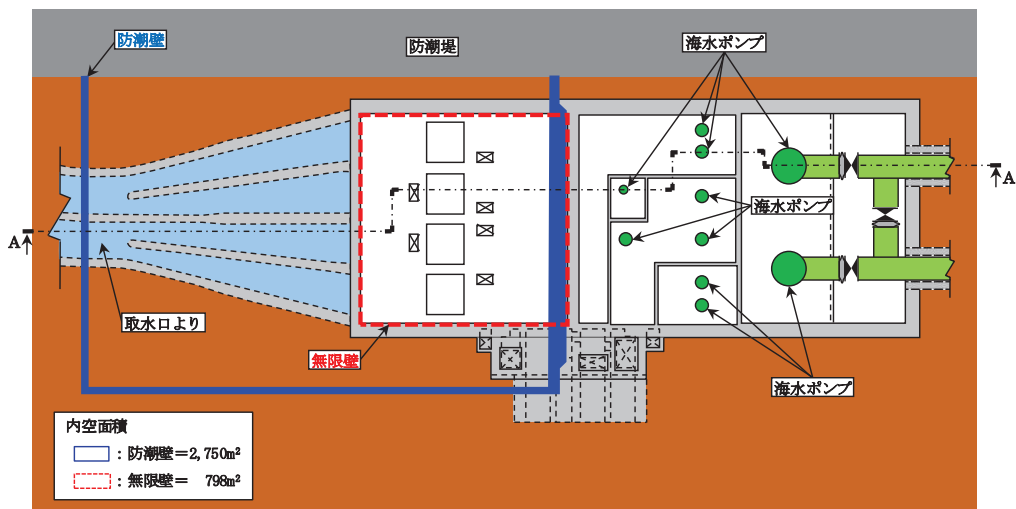 防潮壁
防潮堤
海水ポンプ
A
A
海水ポンプ
取水口より
無限壁
海水ポンプ
内空面積
：防潮壁＝2,750m²
：無限壁＝ 798m²